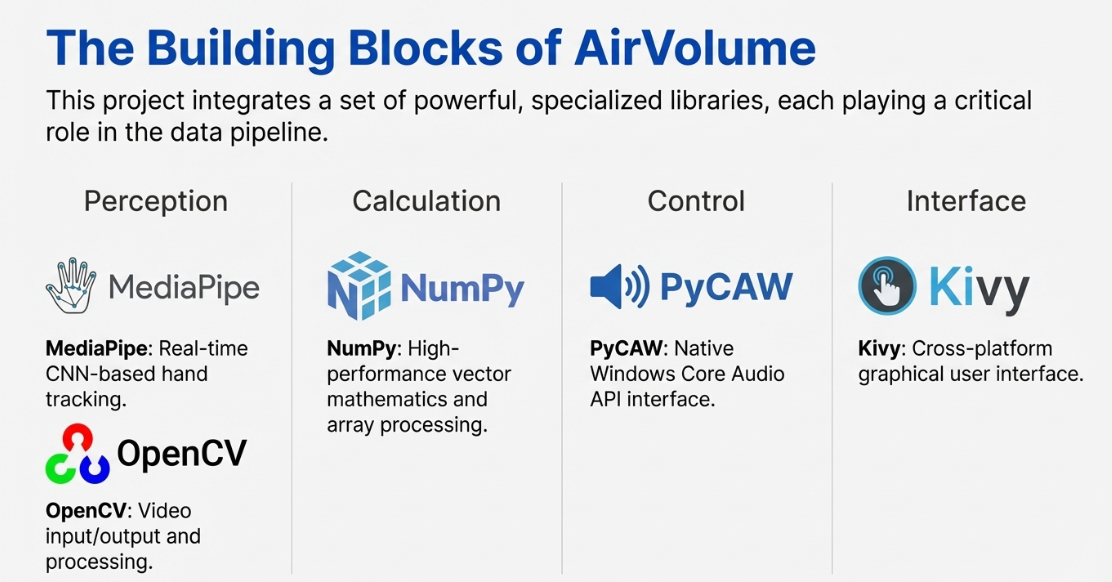 The Building Blocks of AirVolume
This project integrates a set of powerful, specialized libraries, each playing a critical
role in the data pipeline.
Perception
MediaPipe
MediaPipe: Real-time
CNN-based hand
tracking.
OpenCV
OpenCV: Video
input/output and
processing.
Calculation
N NumPy
NumPy: High-
performance vector
mathematics and
array processing.
Control
PyCAW
PyCAW: Native
Windows Core Audio
API interface.
Interface
Kivy
Kivy: Cross-platform
graphical user interface.